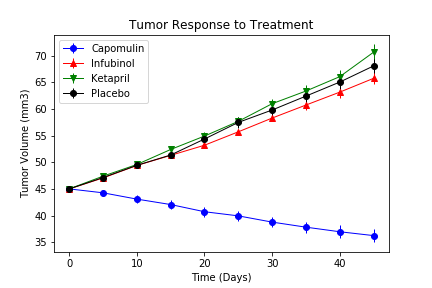 Tumor Response to Treatment
Capomulin
Infubinol
Ketapril
Placebo
Tumor Volume (mm3)
70
65
60
55
50
45
40
35
0 10 20 30 40
Time (Days)